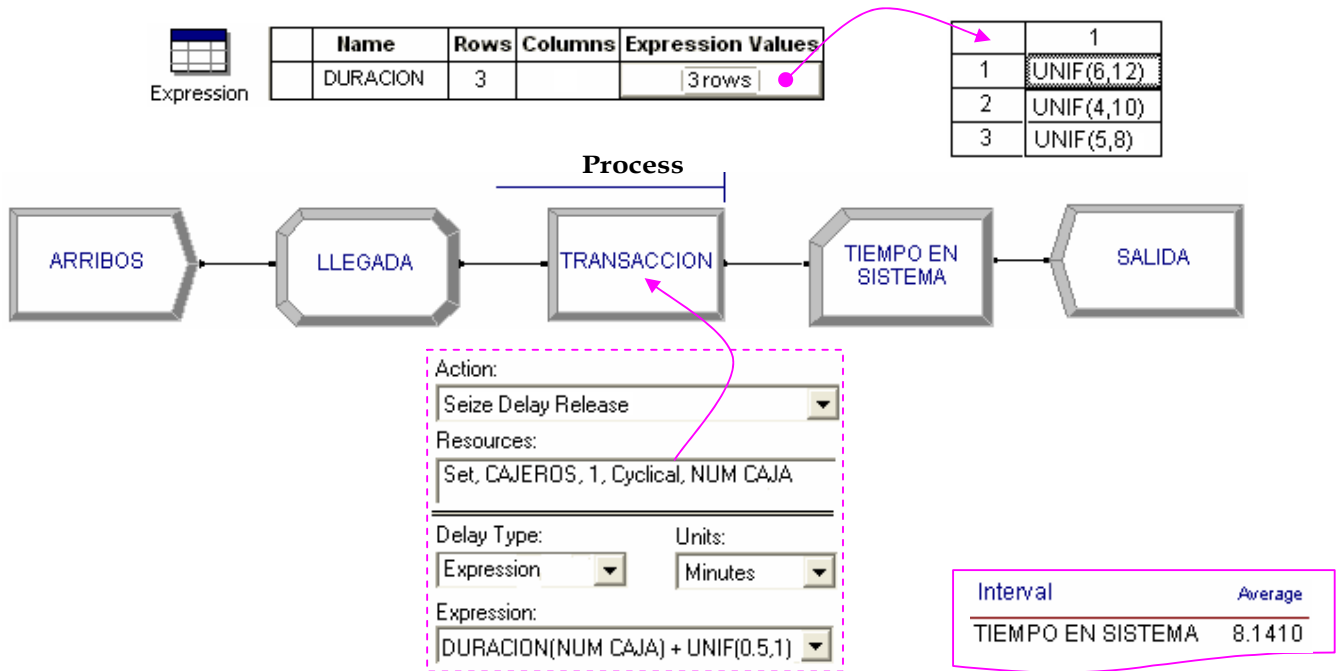 Name Rows Columns Expression Values
DURACION 3 3 rows
Expression
1
1 UNIF(6,12)
2 UNIF(4,10)
3 UNIF(5,8)
Process
ARRIBOS LLEGADA TRANSACCION TIEMPO EN SISTEMA SALIDA
Action:
Seize Delay Release
Resources:
Set, CAJEROS, 1, Cyclical, NUM CAJA
Delay Type: Units:
Expression Minutes
Expression:
DURACION(NUM CAJA) + UNIF(0.5,1)
Interval Average
TIEMPO EN SISTEMA 8.1410